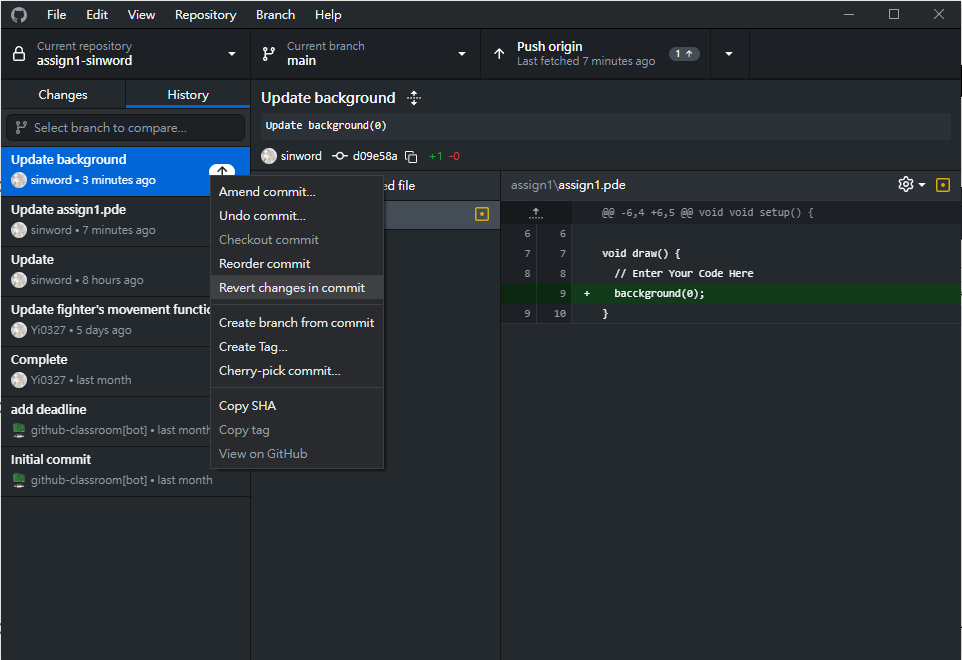 File Edit View Repository Branch Help
Current repository
assign1-sinword
Current branch
main
Push origin
Last fetched 7 minutes ago
1
Changes
History
Select branch to compare...
Update background
sinword • 3 minutes ago
Update assign1.pde
sinword • 7 minutes ago
Update
sinword • 8 hours ago
Update fighter's movement functio
Yi0327 • 5 days ago
Complete
Yi0327 • last month
add deadline
github-classroom[bot] • last month
Initial commit
github-classroom[bot] • last month
Amend commit...
Undo commit...
Checkout commit
Reorder commit
Revert changes in commit
Create branch from commit
Create Tag...
Cherry-pick commit...
Copy SHA
Copy tag
View on GitHub
Update background
Update background(0)
sinword d09e58a +1 -0
ed file
assign1\assign1.pde
@@ -6,4 +6,5 @@ void void setup() {
6 6
7 7 void draw() {
8 8 // Enter Your Code Here
9 + bacckground(0);
9 10 }